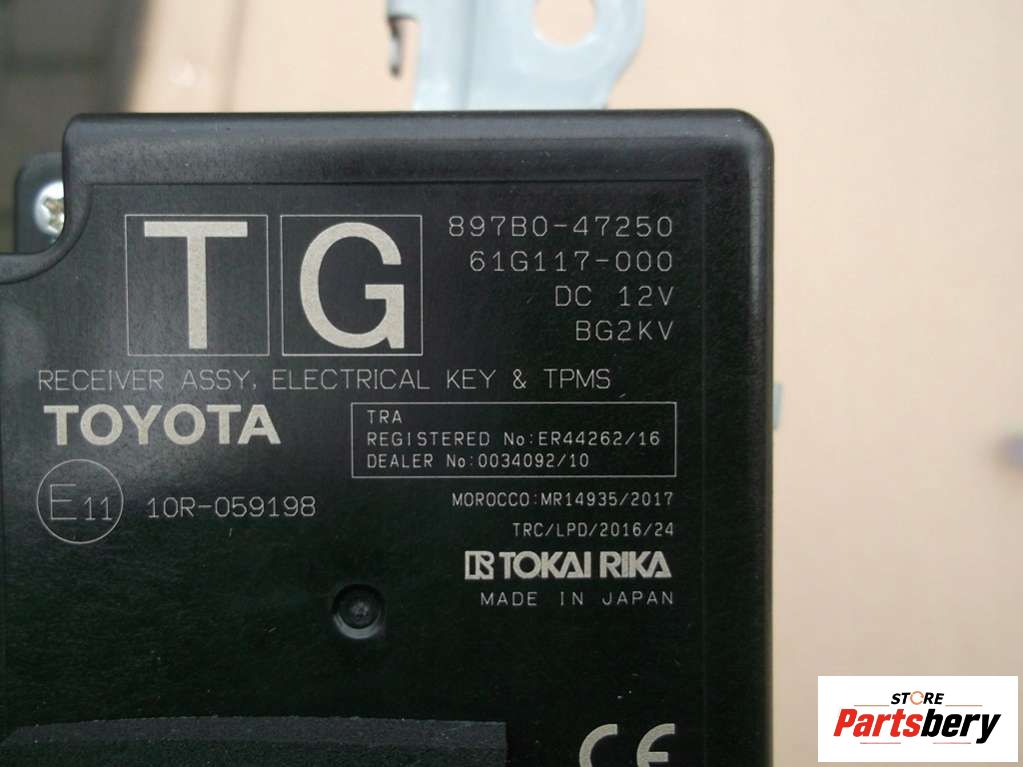 TG
897B0-47250
61G117-000
DC 12V
BG2KV
RECEIVER ASSY, ELECTRICAL KEY & TPMS
TOYOTA
TRA
REGISTERED No:ER44262/16
DEALER No:0034092/10
E11 10R-059198
MOROCCO:MR14935/2017
TRC/LPD/2016/24
TOKAI RIKA
MADE IN JAPAN
CE
STORE
Partsbery